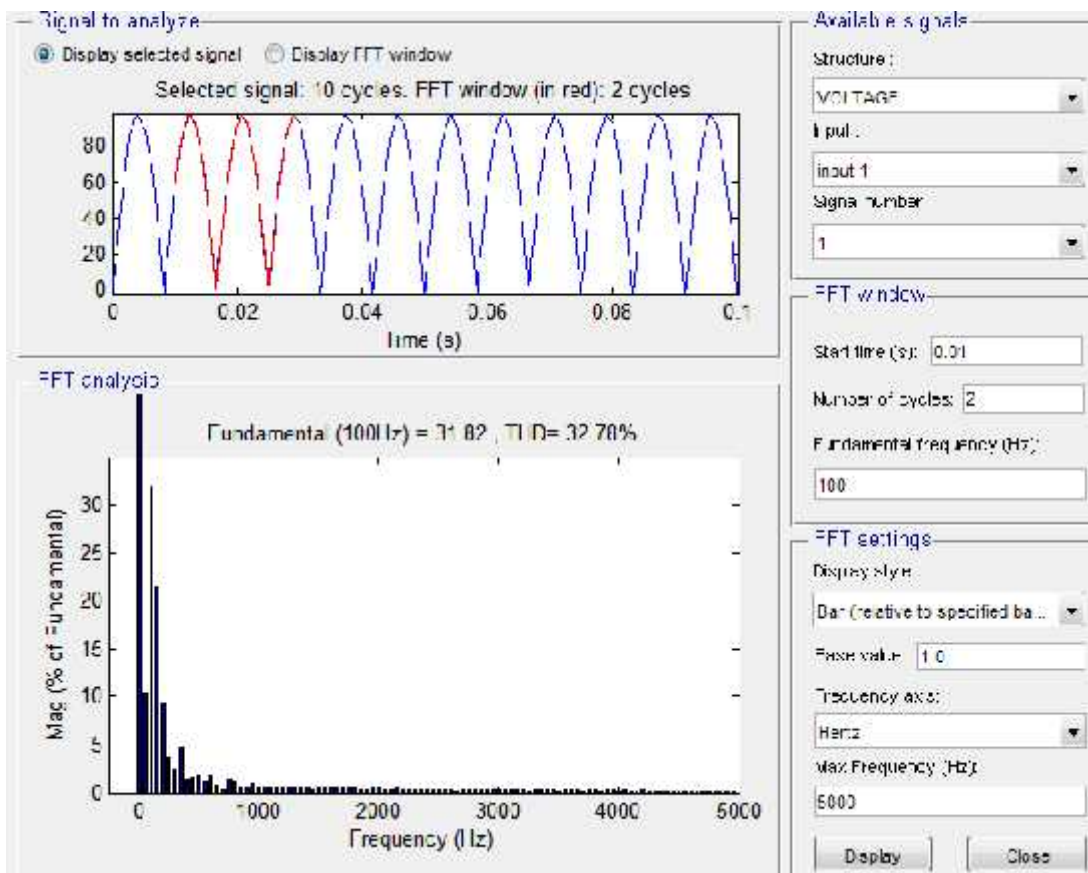 Signal to analyze
Display selected signal
Display FFT window
Selected signal: 10 cycles. FFT window (in red): 2 cycles
80
60
40
20
0
0
0.02
0.04
0.06
0.08
0.1
Time (s)
FFT analysis
Fundamental (100Hz) = 31.82 , THD= 32.78%
Mag (% of Fundamental)
30
25
20
15
10
5
0
0
1000
2000
3000
4000
5000
Frequency (Hz)
Available signals
Structure :
VOLTAGE
Input :
input 1
Signal number
1
FFT window
Start time (s):
0.01
Number of cycles:
2
Fundamental frequency (Hz):
100
FFT settings
Display style
Bar (relative to specified ba...
Base value
1.0
Frequency axis:
Hertz
Max Frequency (Hz):
5000
Display
Close